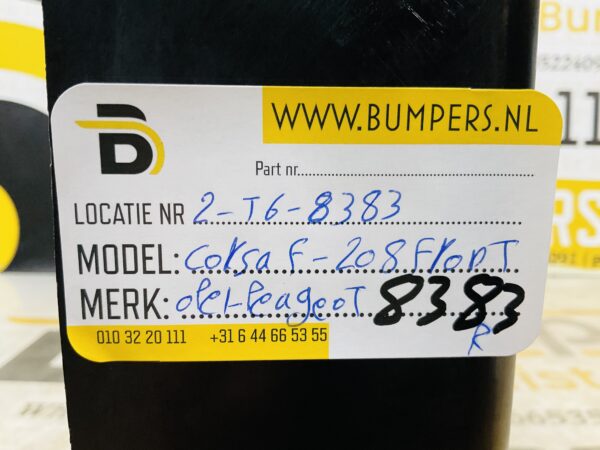 WWW.BUMPERS.NL
Part nr.
LOCATIE NR 2-T6-8383
MODEL: Corsa F-208 FronT
MERK: opel-PeageoT 8383
R
010 32 20 111 +31 6 44 66 53 55